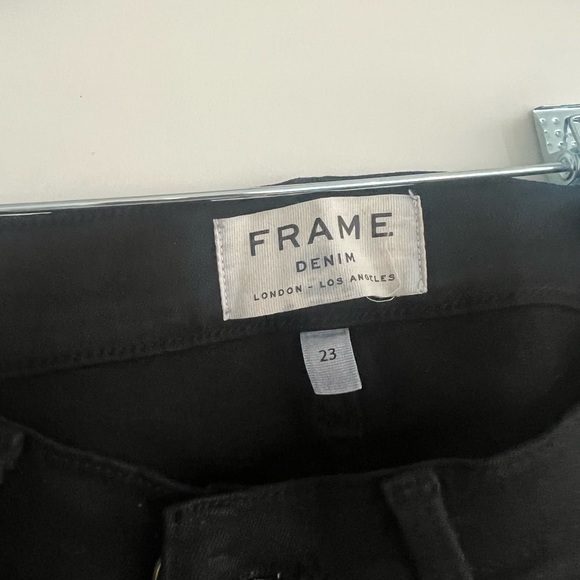 FRAME.
DENIM
LONDON - LOS ANGELES
23